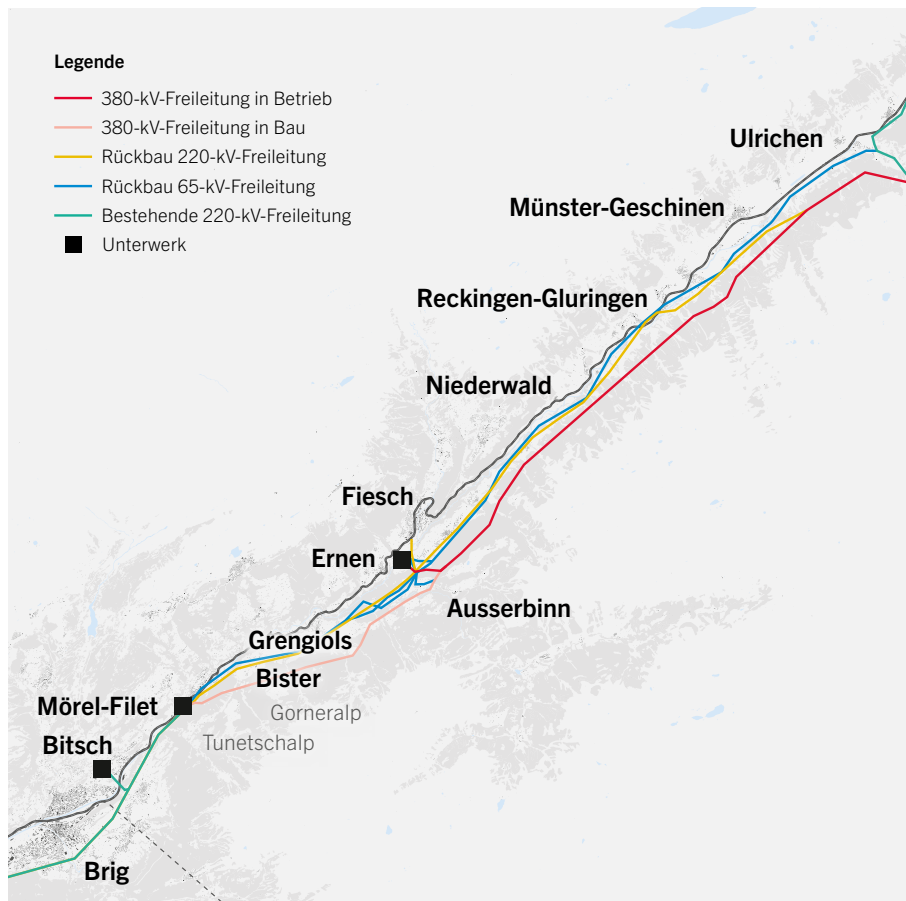 Legende
380-kV-Freileitung in Betrieb
380-kV-Freileitung in Bau
Rückbau 220-kV-Freileitung
Rückbau 65-kV-Freileitung
Bestehende 220-kV-Freileitung
Unterwerk
Ulrichen
Münster-Geschinen
Reckingen-Gluringen
Niederwald
Fiesch
Ernen
Ausserbinn
Grengiols
Bister
Mörel-Filet
Gorneralp
Tunetschalp
Bitsch
Brig